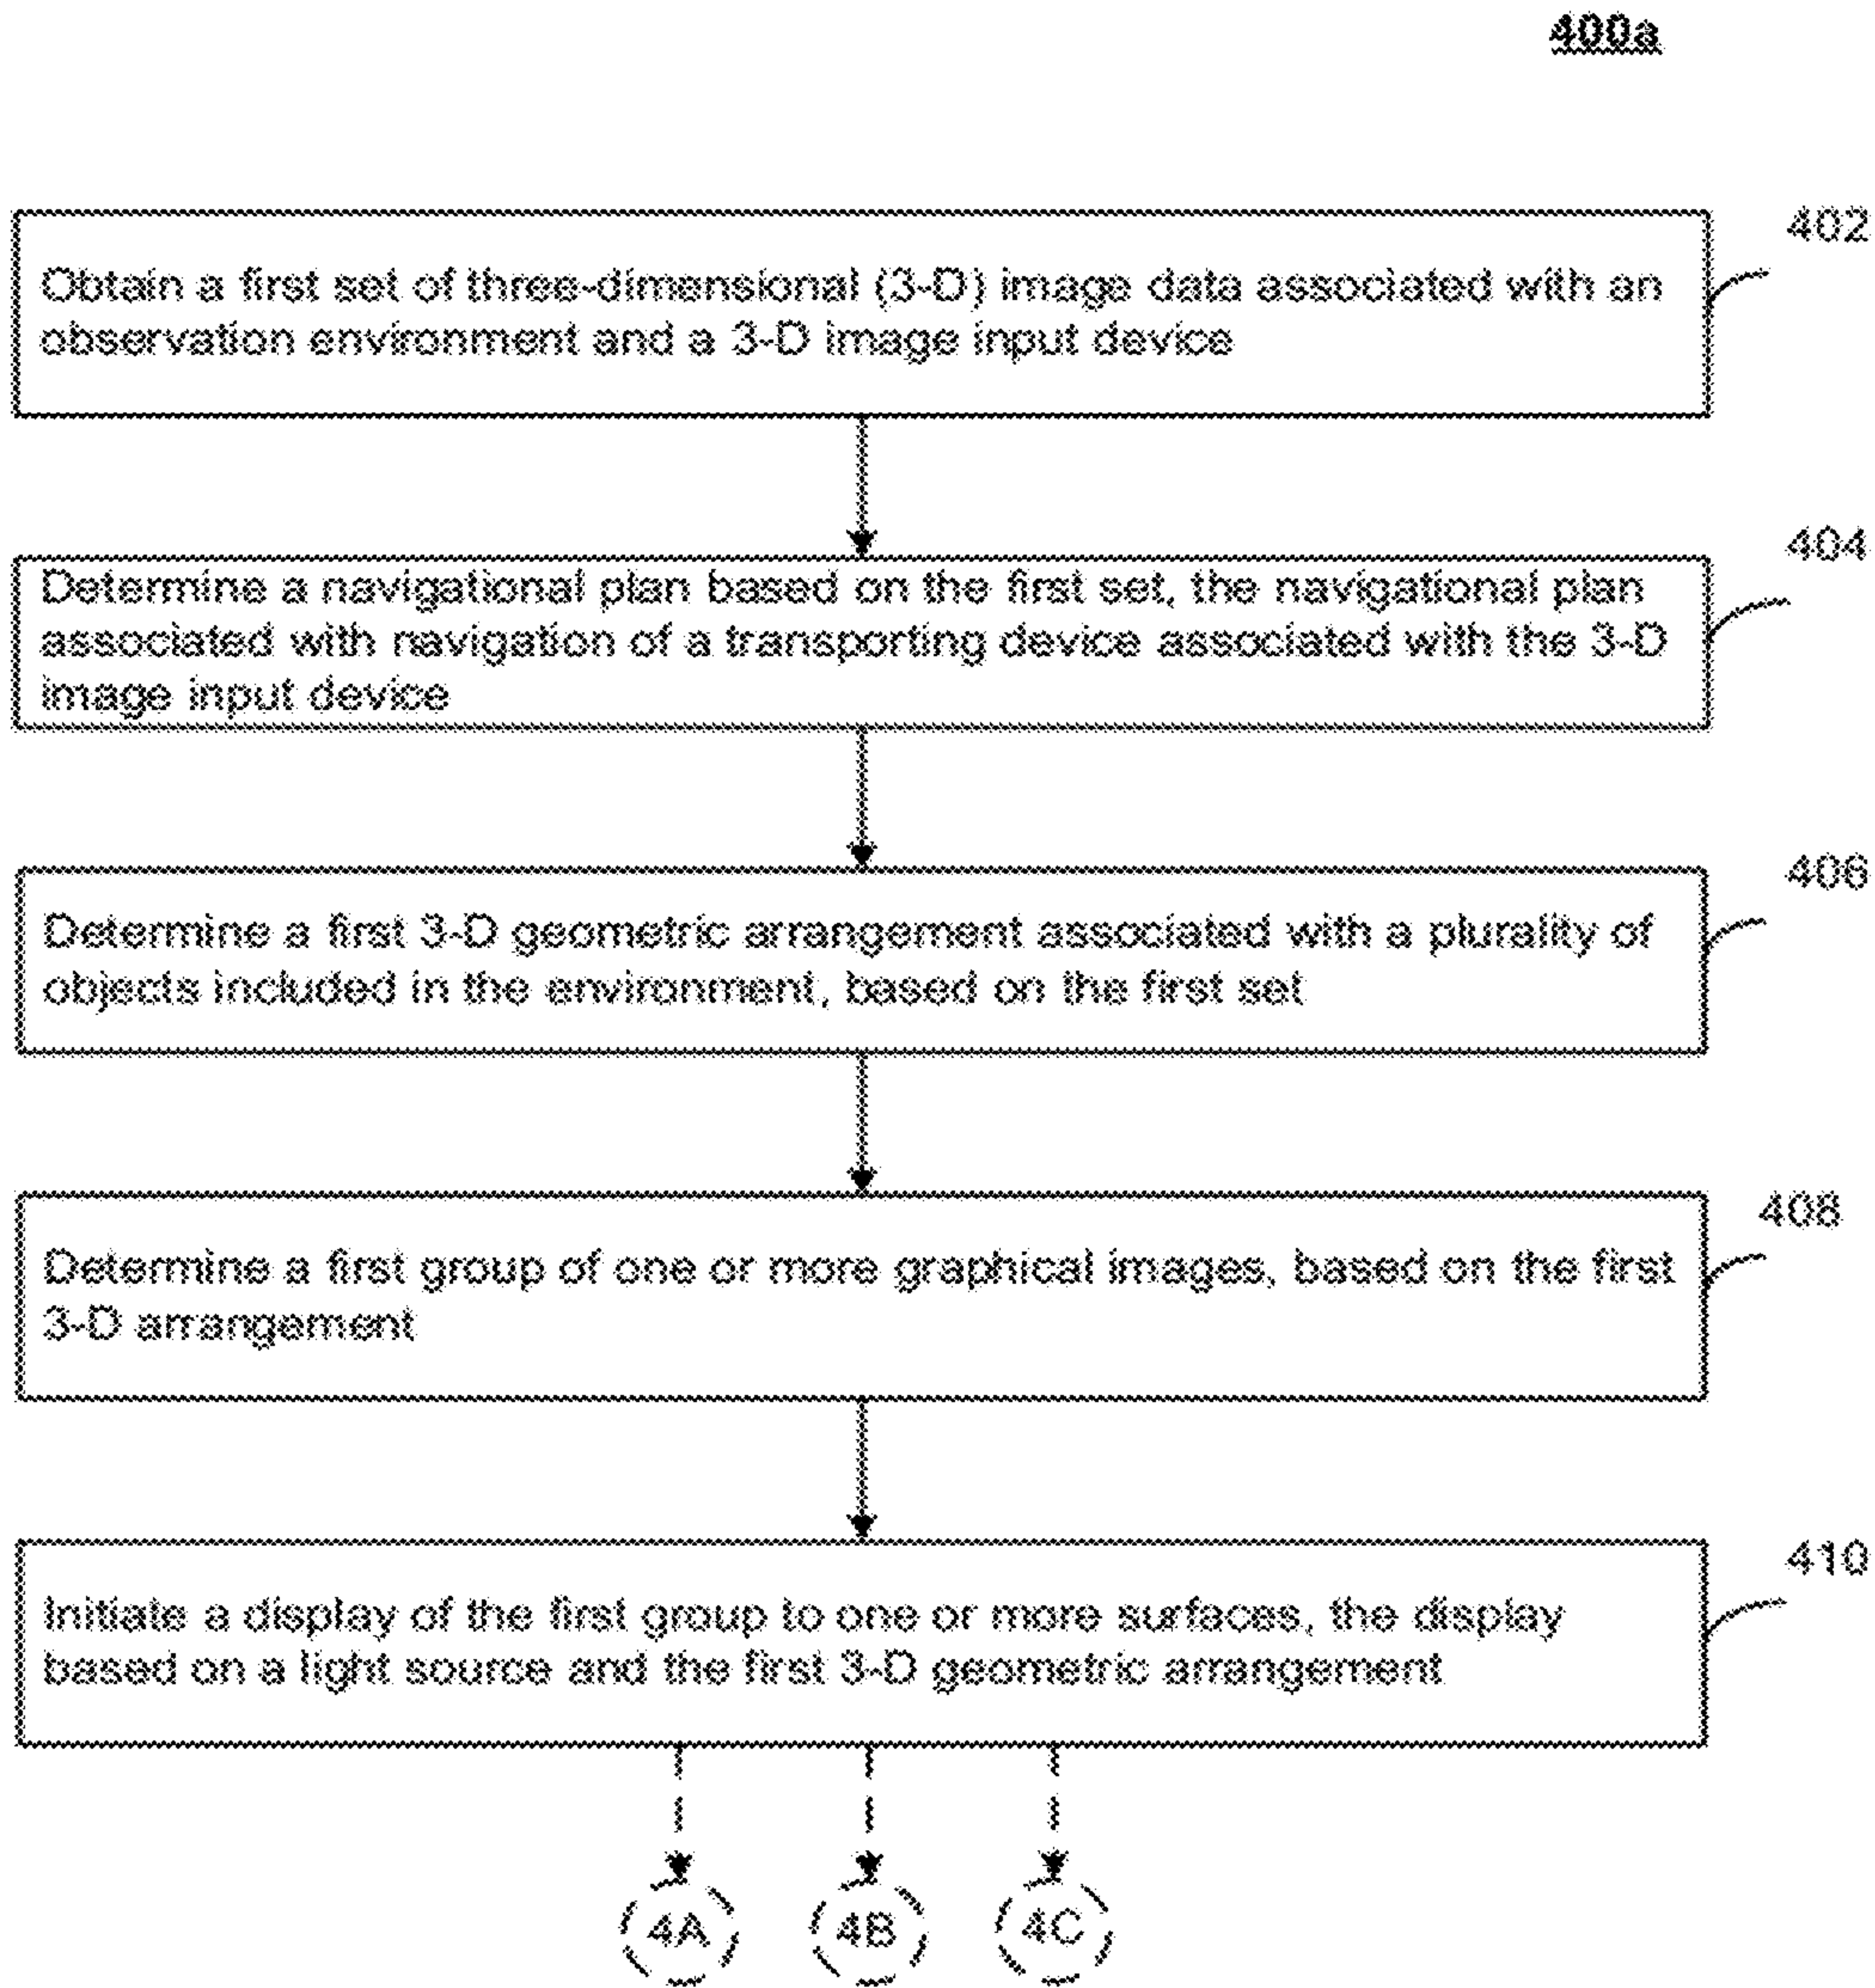 400a
402
Obtain a first set of three-dimensional (3-D) image data associated with an
observation environment and a 3-D image input device
404
Determine a navigational plan based on the first set, the navigational plan
associated with navigation of a transporting device associated with the 3-D
image input device
406
Determine a first 3-D geometric arrangement associated with a plurality of
objects included in the environment, based on the first set
408
Determine a first group of one or more graphical images, based on the first
3-D arrangement
410
Initiate a display of the first group to one or more surfaces, the display
based on a light source and the first 3-D geometric arrangement
4A 4B 4C